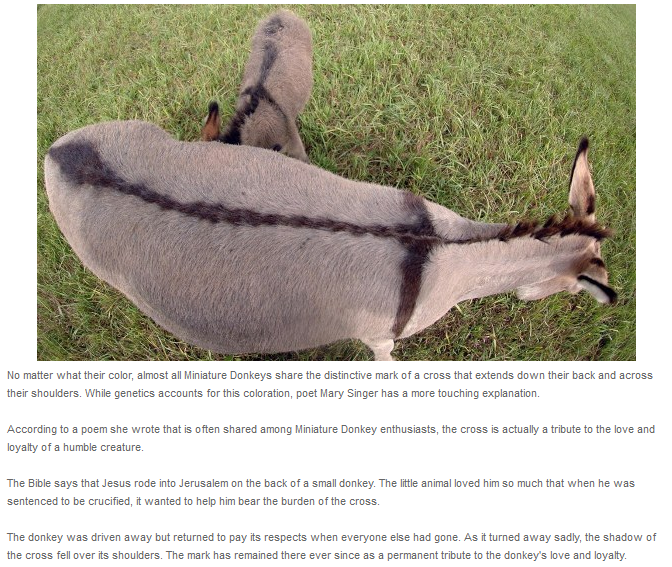 No matter what their color, almost all Miniature Donkeys share the distinctive mark of a cross that extends down their back and across
their shoulders. While genetics accounts for this coloration, poet Mary Singer has a more touching explanation.
According to a poem she wrote that is often shared among Miniature Donkey enthusiasts, the cross is actually a tribute to the love and
loyalty of a humble creature.
The Bible says that Jesus rode into Jerusalem on the back of a small donkey. The little animal loved him so much that when he was
sentenced to be crucified, it wanted to help him bear the burden of the cross.
The donkey was driven away but returned to pay its respects when everyone else had gone. As it turned away sadly, the shadow of
the cross fell over its shoulders. The mark has remained there ever since as a permanent tribute to the donkey's love and loyalty.